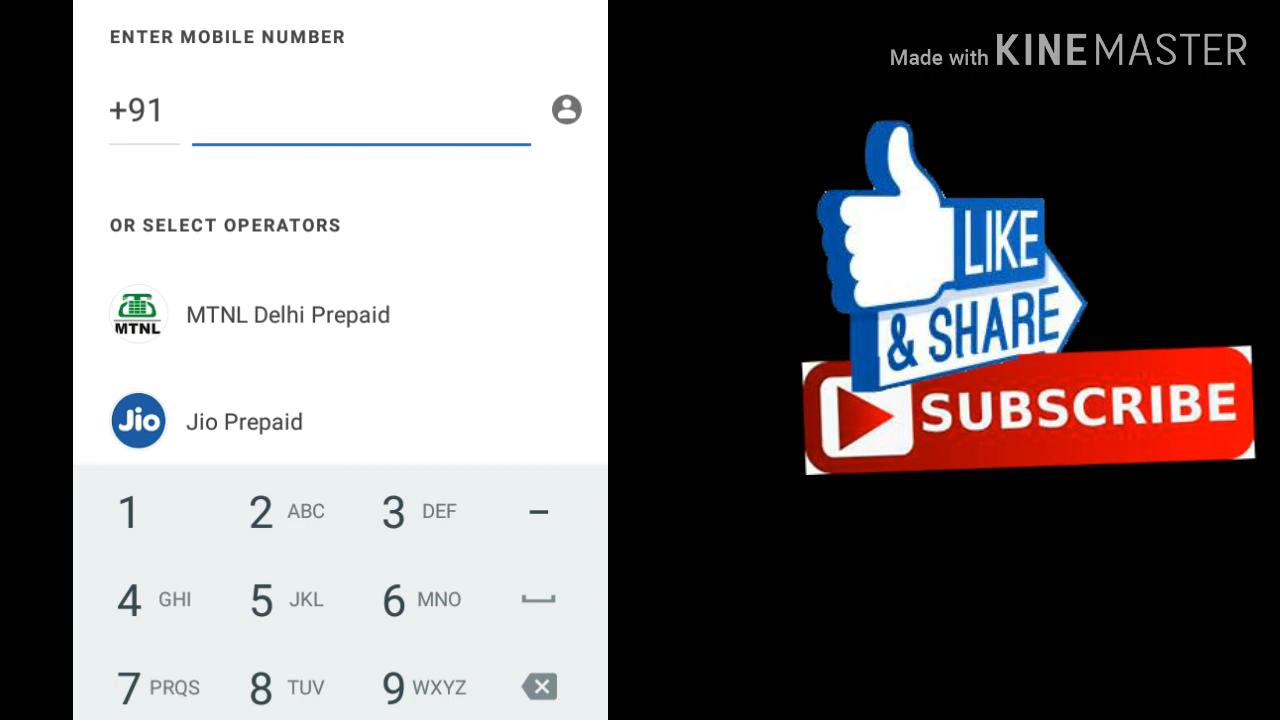 ENTER MOBILE NUMBER
+91
OR SELECT OPERATORS
MTNL
MTNL Delhi Prepaid
Jio
Jio Prepaid
1
2 ABC
3 DEF
-
4 GHI
5 JKL
6 MNO
7 PRQS
8 TUV
9 WXYZ
Made with KINEMASTER
LIKE
& SHARE
SUBSCRIBE